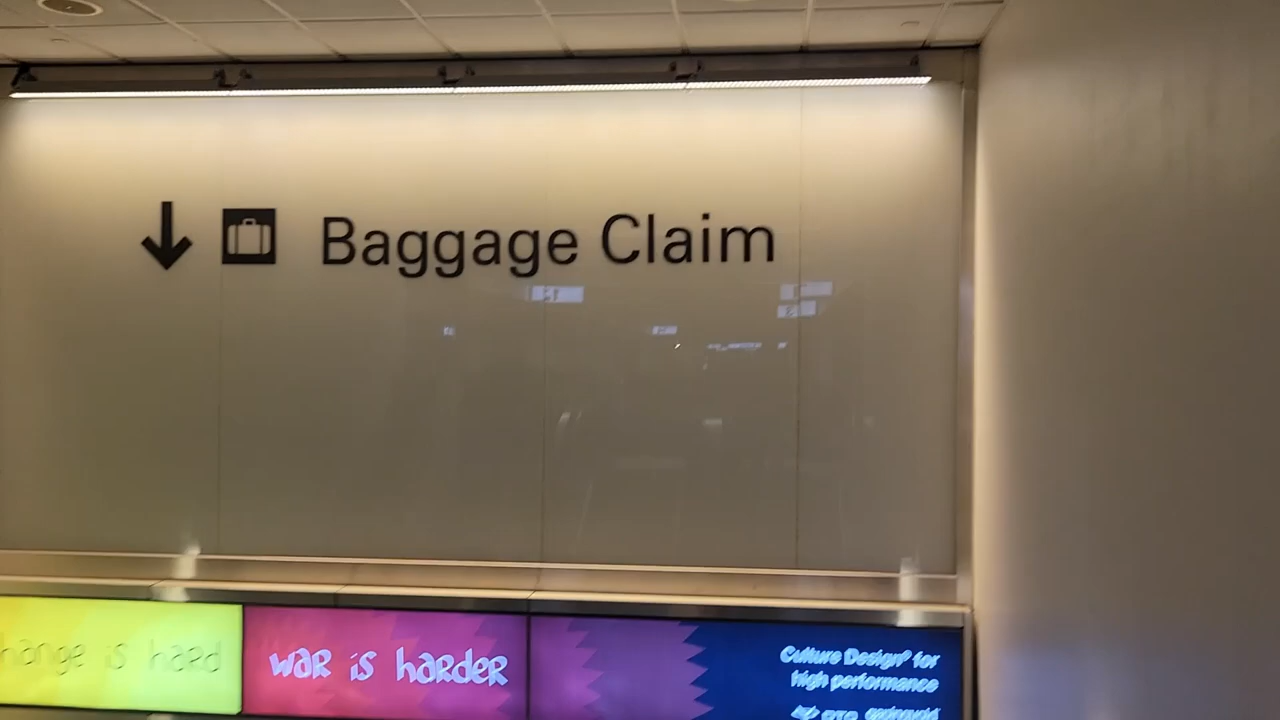 Baggage Claim
hange is hard
war is harder
Culture Design® for
high performance